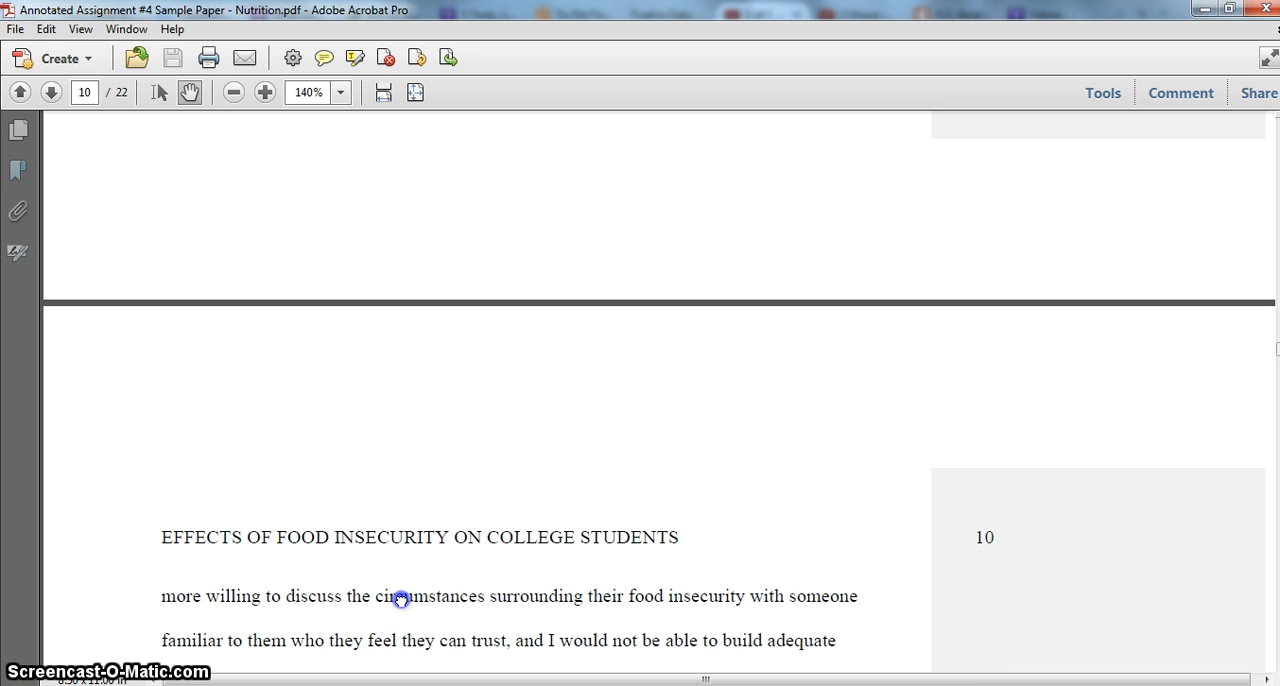 Annotated Assignment #4 Sample Paper - Nutrition.pdf - Adobe Acrobat Pro
File Edit View Window Help
Create
10 / 22 140% Tools Comment Share
EFFECTS OF FOOD INSECURITY ON COLLEGE STUDENTS 10
more willing to discuss the circumstances surrounding their food insecurity with someone
familiar to them who they feel they can trust, and I would not be able to build adequate
Screencast-O-Matic.com